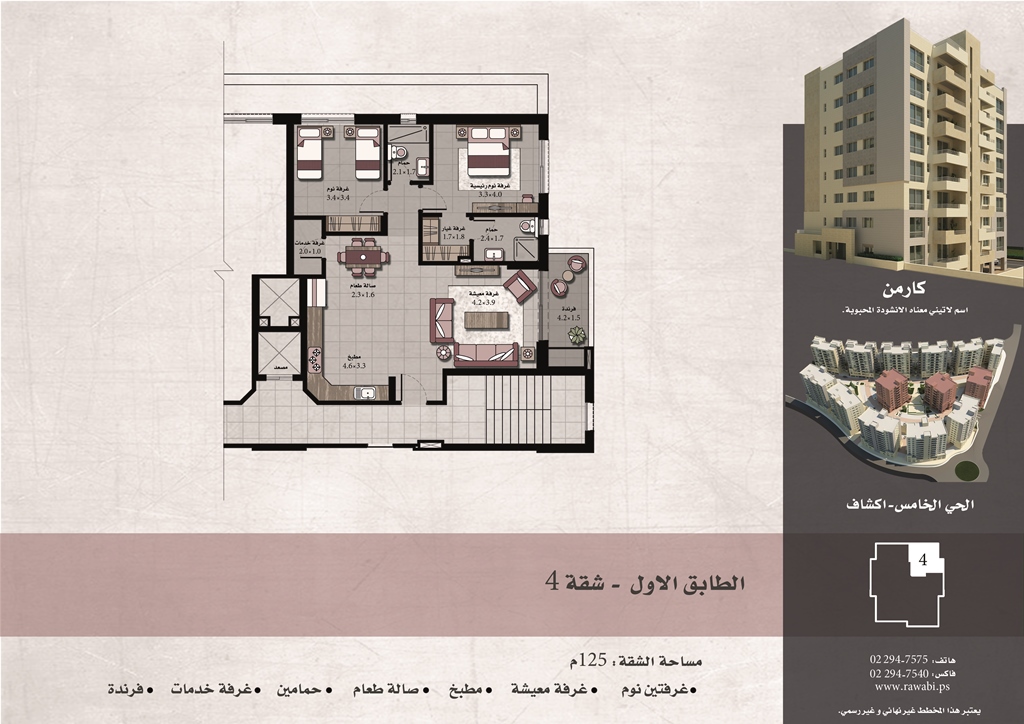 غرفة نوم
3.4×3.4
حمام
2.1×1.7
غرفة نوم رئيسية
3.3×4.0
غرفة خدمات
2.0×1.0
غرفة غيار
1.7×1.8
حمام
2.4×1.7
صالة طعام
2.3×1.6
غرفة معيشة
4.2×3.9
فرندة
4.2×1.5
مطبخ
4.6×3.3
مصعد
كارمن
اسم لاتيني معناه الانشودة المحبوبة.
الحي الخامس-اكشاف
4
الطابق الاول - شقة 4
مساحة الشقة: 125م
•غرفتين نوم •غرفة معيشة •مطبخ •صالة طعام •حمامين •غرفة خدمات •فرندة
هاتف: 02 294-7575
فاكس: 02 294-7540
www.rawabi.ps
يعتبر هذا المخطط غير نهائي و غير رسمي.